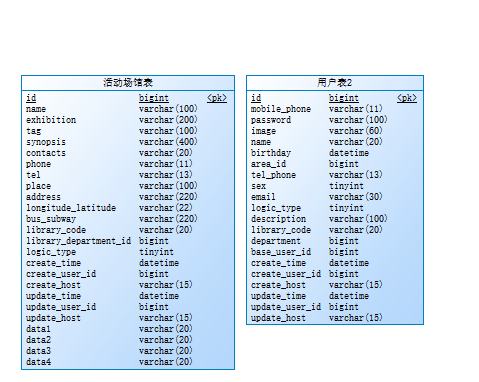 活动场馆表
id bigint <pk>
name varchar(100)
exhibition varchar(200)
tag varchar(100)
synopsis varchar(400)
contacts varchar(20)
phone varchar(11)
tel varchar(13)
place varchar(100)
address varchar(220)
longitude_latitude varchar(22)
bus_subway varchar(220)
library_code varchar(20)
library_department_id bigint
logic_type tinyint
create_time datetime
create_user_id bigint
create_host varchar(15)
update_time datetime
update_user_id bigint
update_host varchar(15)
data1 varchar(20)
data2 varchar(20)
data3 varchar(20)
data4 varchar(20)
用户表2
id bigint <pk>
mobile_phone varchar(11)
password varchar(100)
image varchar(60)
name varchar(20)
birthday datetime
area_id bigint
tel_phone varchar(13)
sex tinyint
email varchar(30)
logic_type tinyint
description varchar(100)
library_code varchar(20)
department bigint
base_user_id bigint
create_time datetime
create_user_id bigint
create_host varchar(15)
update_time datetime
update_user_id bigint
update_host varchar(15)